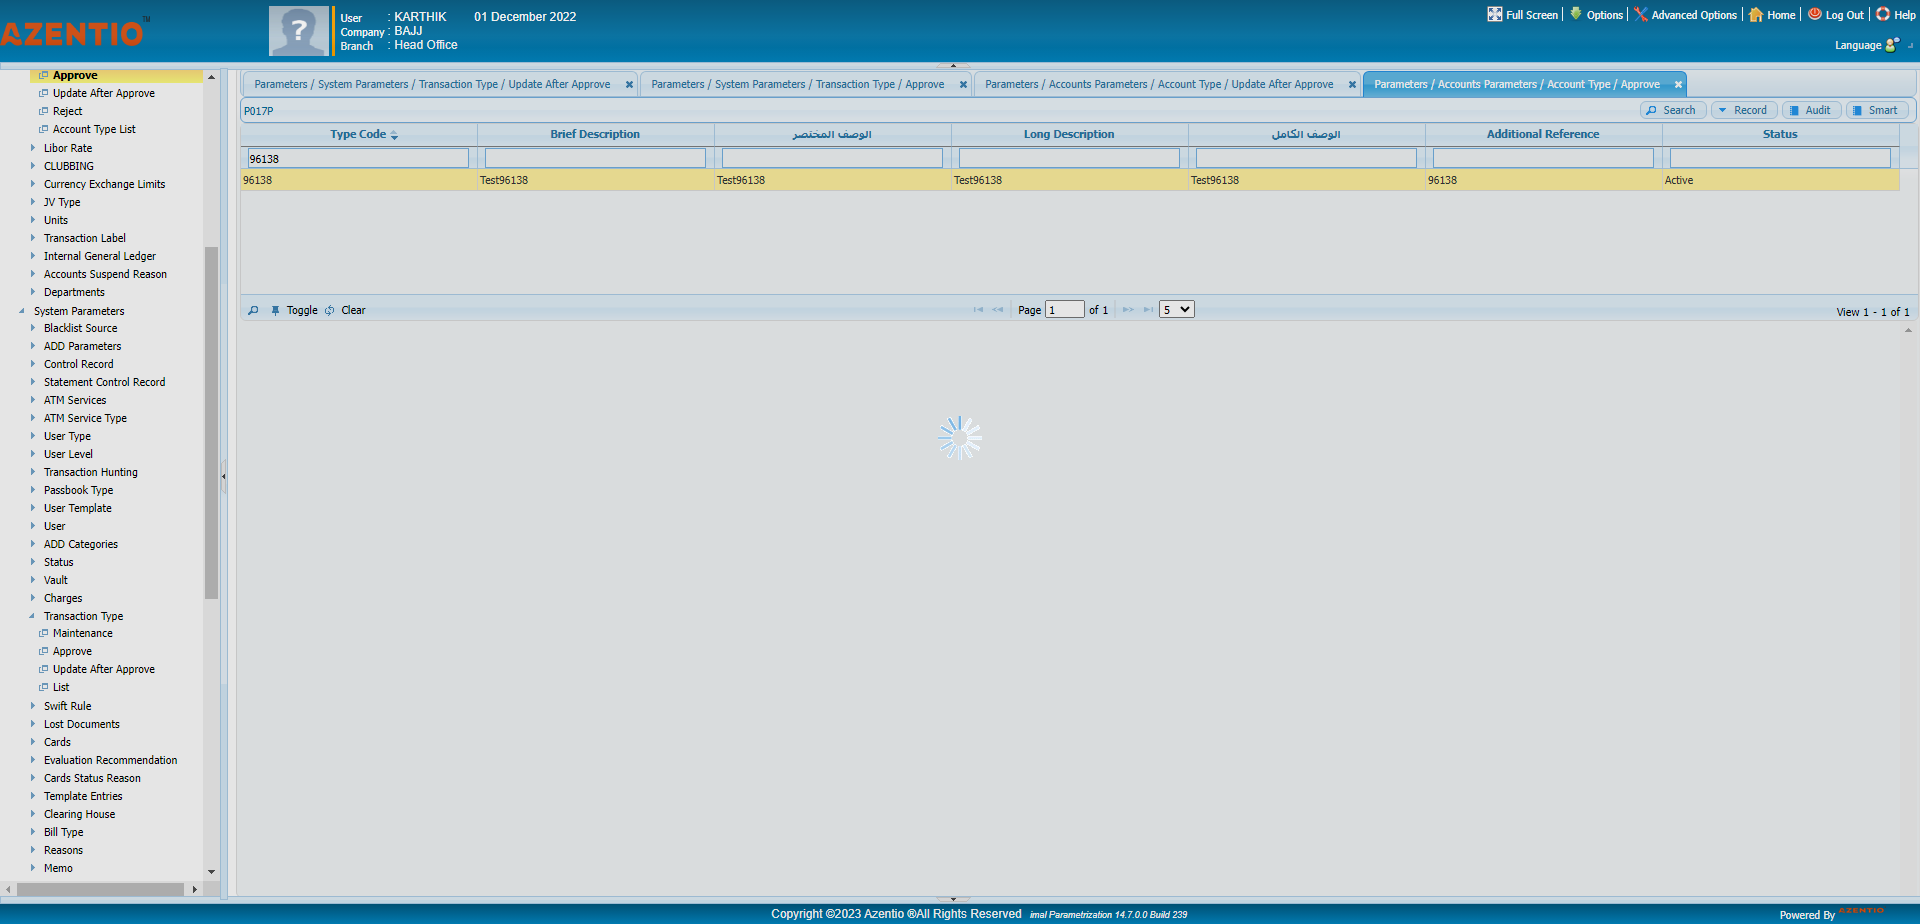 AZENTIO TM
User : KARTHIK 01 December 2022
Company : BAJJ
Branch : Head Office
Full Screen Options Advanced Options Home Log Out Help
Language
Approve
Update After Approve
Reject
Account Type List
Libor Rate
CLUBBING
Currency Exchange Limits
JV Type
Units
Transaction Label
Internal General Ledger
Accounts Suspend Reason
Departments
System Parameters
Blacklist Source
ADD Parameters
Control Record
Statement Control Record
ATM Services
ATM Service Type
User Type
User Level
Transaction Hunting
Passbook Type
User Template
User
ADD Categories
Status
Vault
Charges
Transaction Type
Maintenance
Approve
Update After Approve
List
Swift Rule
Lost Documents
Cards
Evaluation Recommendation
Cards Status Reason
Template Entries
Clearing House
Bill Type
Reasons
Memo
Parameters / System Parameters / Transaction Type / Update After Approve
Parameters / System Parameters / Transaction Type / Approve
Parameters / Accounts Parameters / Account Type / Update After Approve
Parameters / Accounts Parameters / Account Type / Approve
P017P
Search Record Audit Smart
Type Code Brief Description الوصف المختصر Long Description الوصف الكامل Additional Reference Status
96138
96138 Test96138 Test96138 Test96138 Test96138 96138 Active
Toggle Clear Page 1 of 1 5 View 1 - 1 of 1
Copyright ©2023 Azentio ®All Rights Reserved imal Parametrization 14.7.0.0 Build 239
Powered By AZENTIO